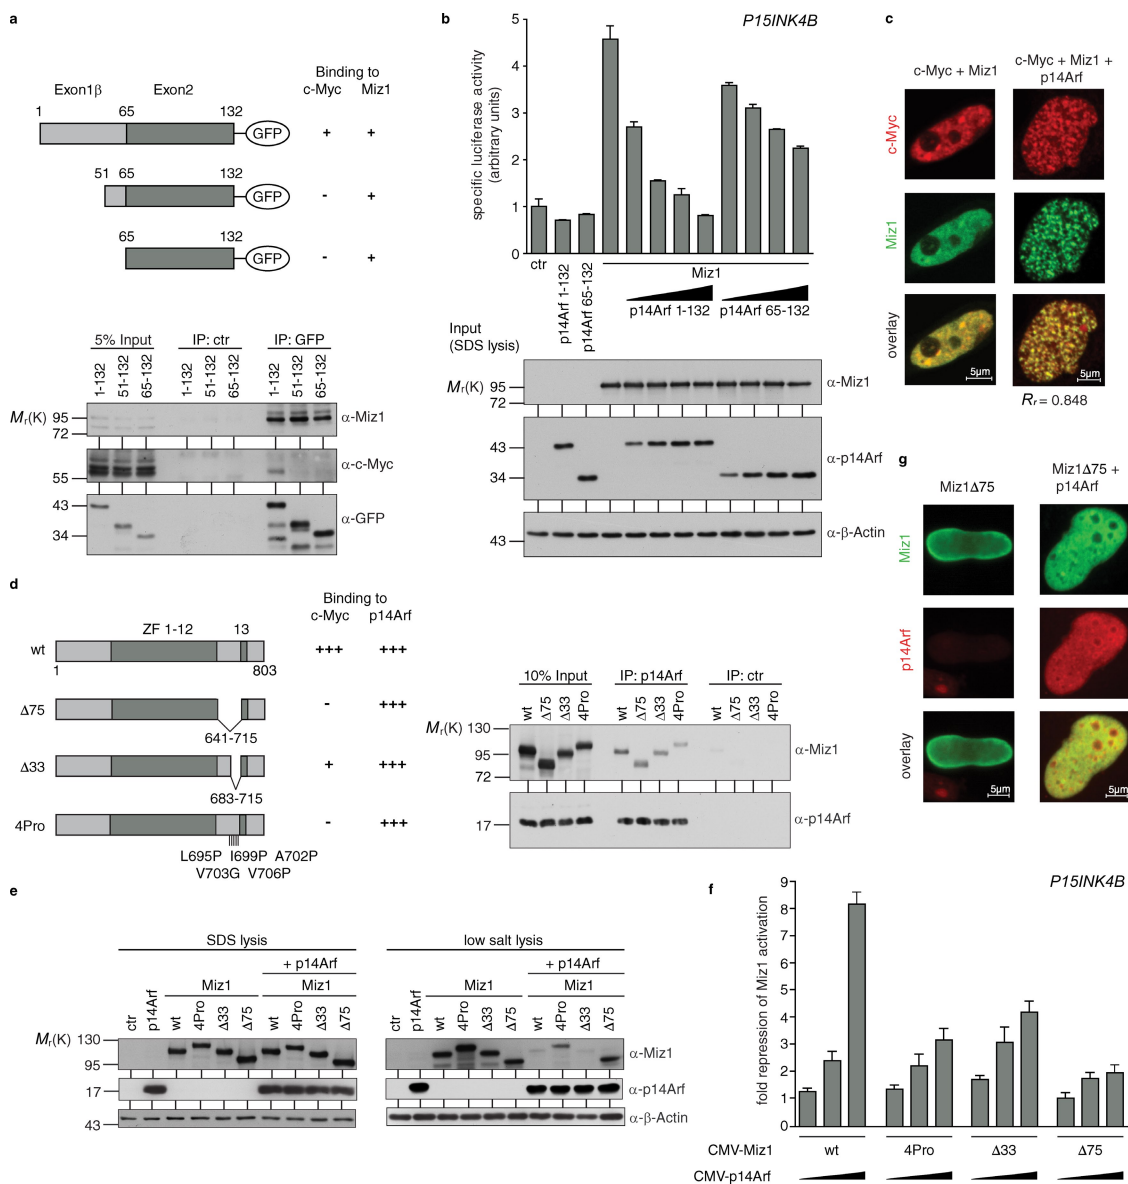 a
Binding to
c-Myc Miz1
Exon1β Exon2
1 65 132
GFP + +
51 65 132
GFP - +
65 132
GFP - +
5% Input IP: ctr IP: GFP
1-132 51-132 65-132 1-132 51-132 65-132 1-132 51-132 65-132
Mr(K) 95
72
α-Miz1
55
α-c-Myc
43
34
α-GFP
b
P15INK4B
specific luciferase activity
(arbitrary units)
5
4
3
2
1
0
ctr
p14Arf 1-132
p14Arf 65-132
Miz1
p14Arf 1-132 p14Arf 65-132
Input
(SDS lysis)
Mr(K) 95
72
α-Miz1
43
34
α-p14Arf
43
α-β-Actin
c
c-Myc + Miz1
c-Myc + Miz1 +
p14Arf
c-Myc
Miz1
overlay
5µm 5µm
Rr = 0.848
d
Binding to
c-Myc p14Arf
ZF 1-12 13
wt +++ +++
1 803
Δ75 - +++
641-715
Δ33 + +++
683-715
4Pro - +++
L695P I699P A702P
V703G V706P
10% Input IP: p14Arf IP: ctr
wt Δ75 Δ33 4Pro wt Δ75 Δ33 4Pro wt Δ75 Δ33 4Pro
Mr(K) 130
95
72
α-Miz1
17
α-p14Arf
g
Miz1Δ75
Miz1Δ75 +
p14Arf
Miz1
p14Arf
overlay
5µm 5µm
e
SDS lysis
+ p14Arf
Miz1 Miz1
ctr p14Arf wt 4Pro Δ33 Δ75 wt 4Pro Δ33 Δ75
Mr(K) 130
95
17
43
low salt lysis
+ p14Arf
Miz1 Miz1
ctr p14Arf wt 4Pro Δ33 Δ75 wt 4Pro Δ33 Δ75
α-Miz1
α-p14Arf
α-β-Actin
f
P15INK4B
fold repression of Miz1 activation
9
8
7
6
5
4
3
2
1
0
CMV-Miz1 wt 4Pro Δ33 Δ75
CMV-p14Arf